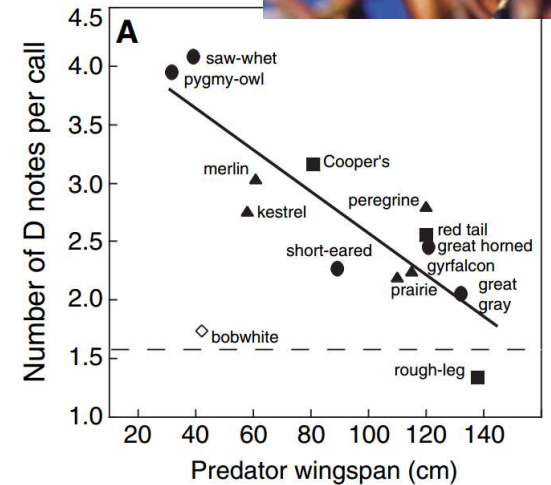 A
4.5
4.0
3.5
3.0
2.5
2.0
1.5
1.0
Number of D notes per call
saw-whet
pygmy-owl
Cooper's
merlin
kestrel
peregrine
red tail
great horned
short-eared
gyrfalcon
prairie
great
gray
bobwhite
rough-leg
20 40 60 80 100 120 140
Predator wingspan (cm)